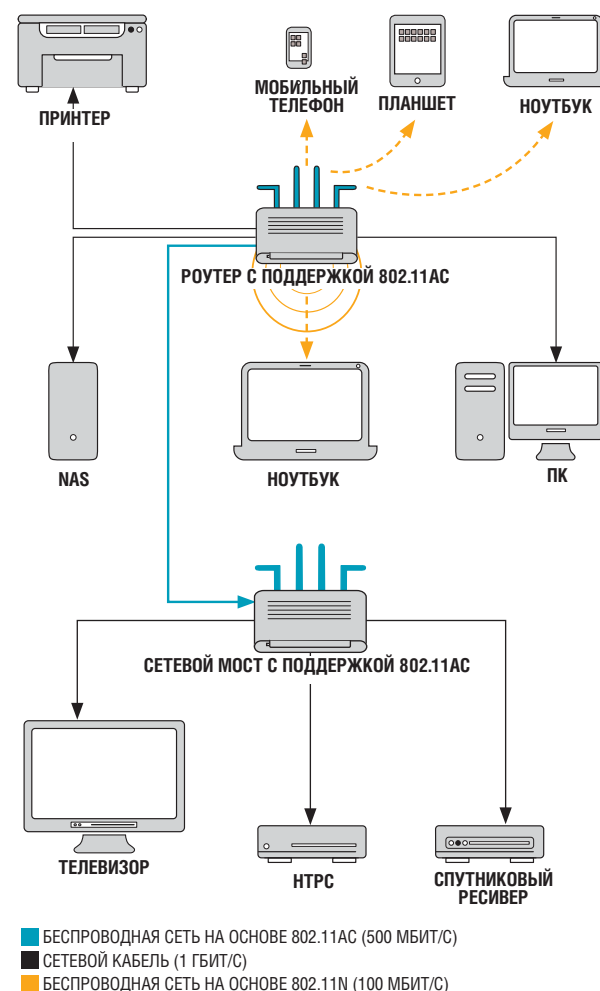 ПРИНТЕР
МОБИЛЬНЫЙ
ТЕЛЕФОН
ПЛАНШЕТ
НОУТБУК
РОУТЕР С ПОДДЕРЖКОЙ 802.11AC
NAS
НОУТБУК
ПК
СЕТЕВОЙ МОСТ С ПОДДЕРЖКОЙ 802.11AC
ТЕЛЕВИЗОР
HTPC
СПУТНИКОВЫЙ
РЕСИВЕР
БЕСПРОВОДНАЯ СЕТЬ НА ОСНОВЕ 802.11AC (500 МБИТ/С)
СЕТЕВОЙ КАБЕЛЬ (1 ГБИТ/С)
БЕСПРОВОДНАЯ СЕТЬ НА ОСНОВЕ 802.11N (100 МБИТ/С)